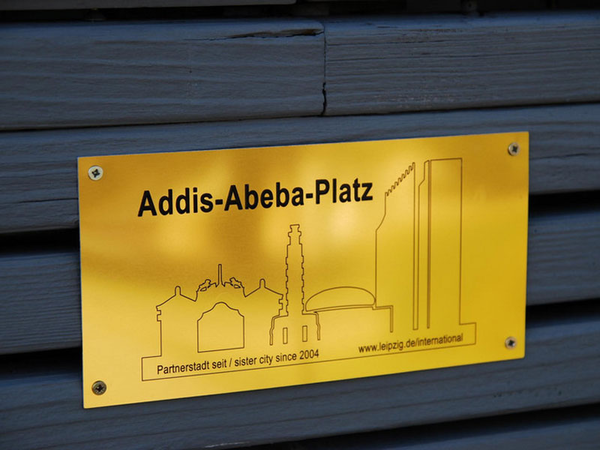 Addis-Abeba-Platz
Partnerstadt seit / sister city since 2004
www.leipzig.de/international